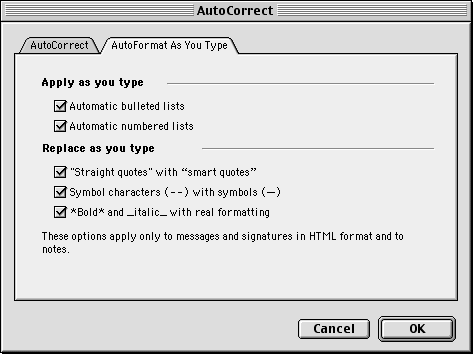 AutoCorrect
AutoCorrect AutoFormat As You Type
Apply as you type
Automatic bulleted lists
Automatic numbered lists
Replace as you type
"Straight quotes" with “smart quotes”
Symbol characters (--) with symbols (—)
*Bold* and _italic_ with real formatting
These options apply only to messages and signatures in HTML format and to
notes.
Cancel OK